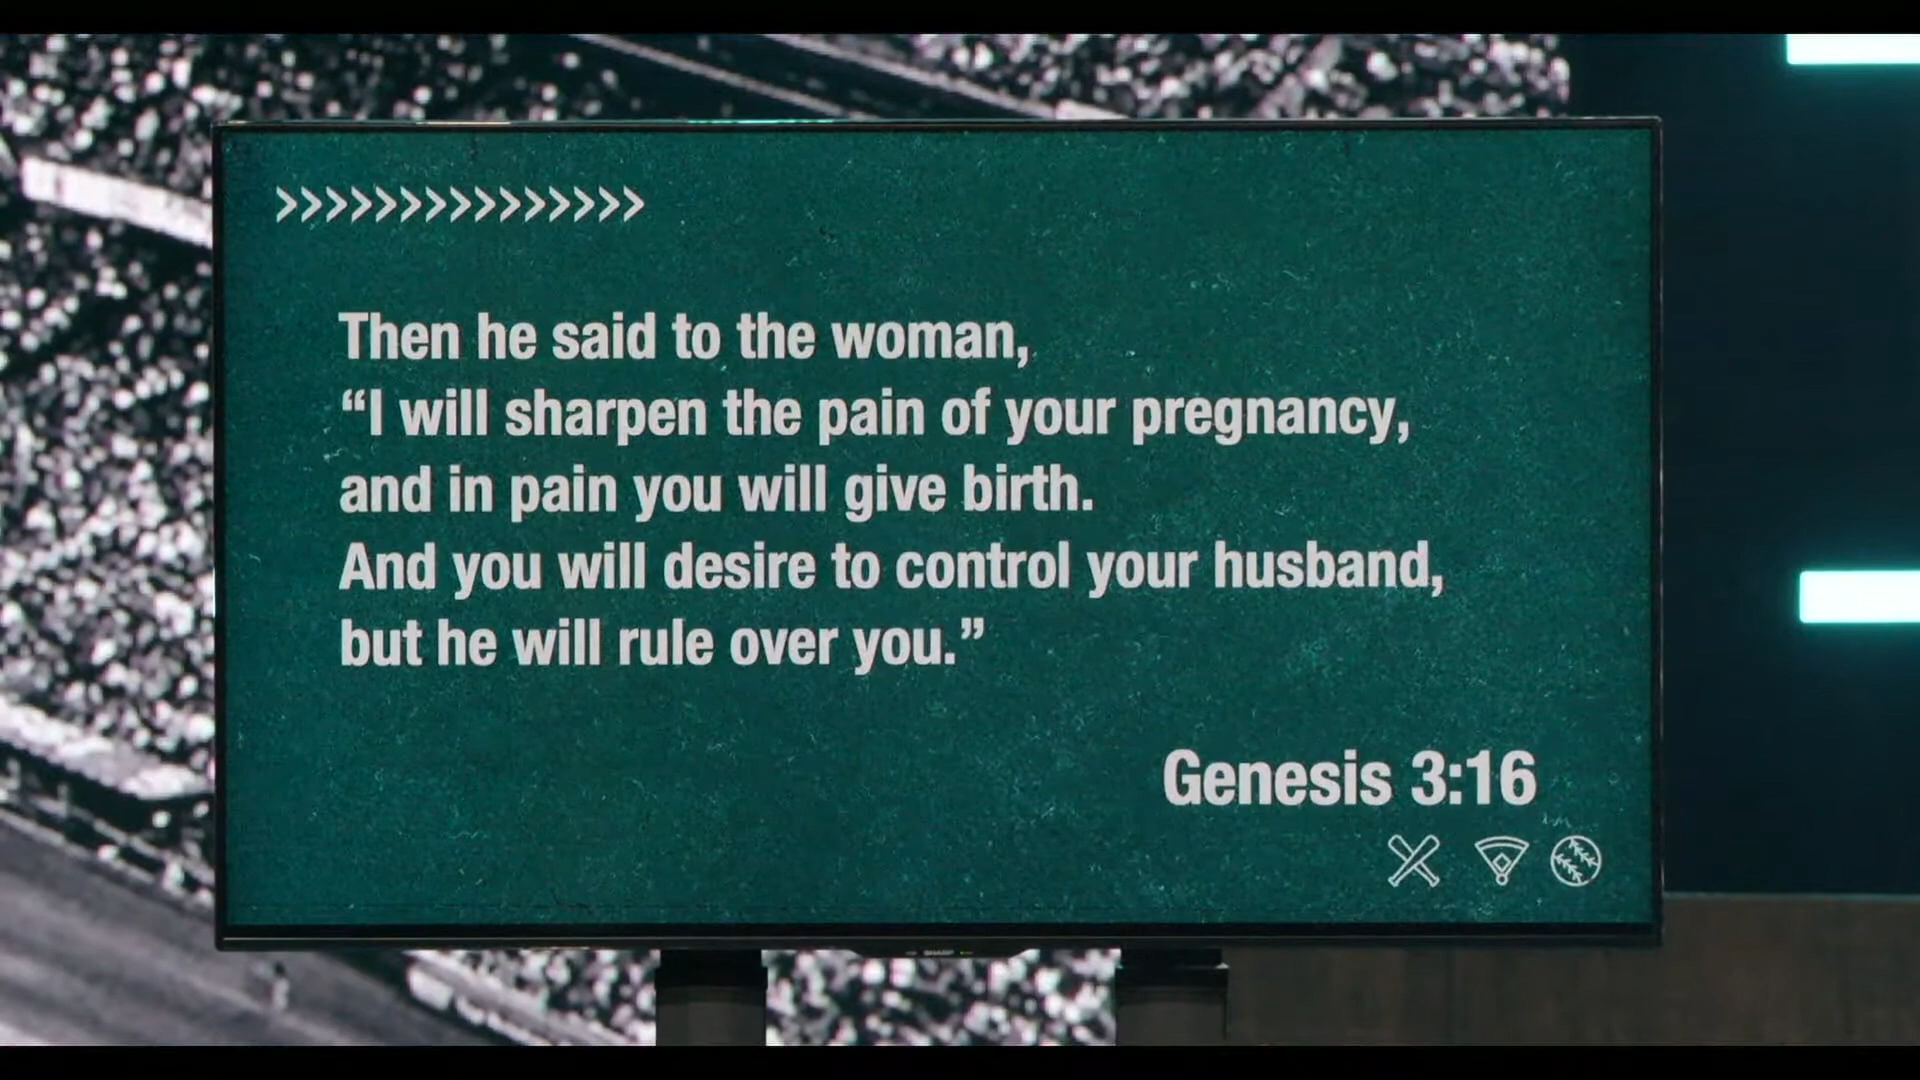 >>>>>>>>>>>>>>>
Then he said to the woman,
“I will sharpen the pain of your pregnancy,
and in pain you will give birth.
And you will desire to control your husband,
but he will rule over you.”
Genesis 3:16
SHARP